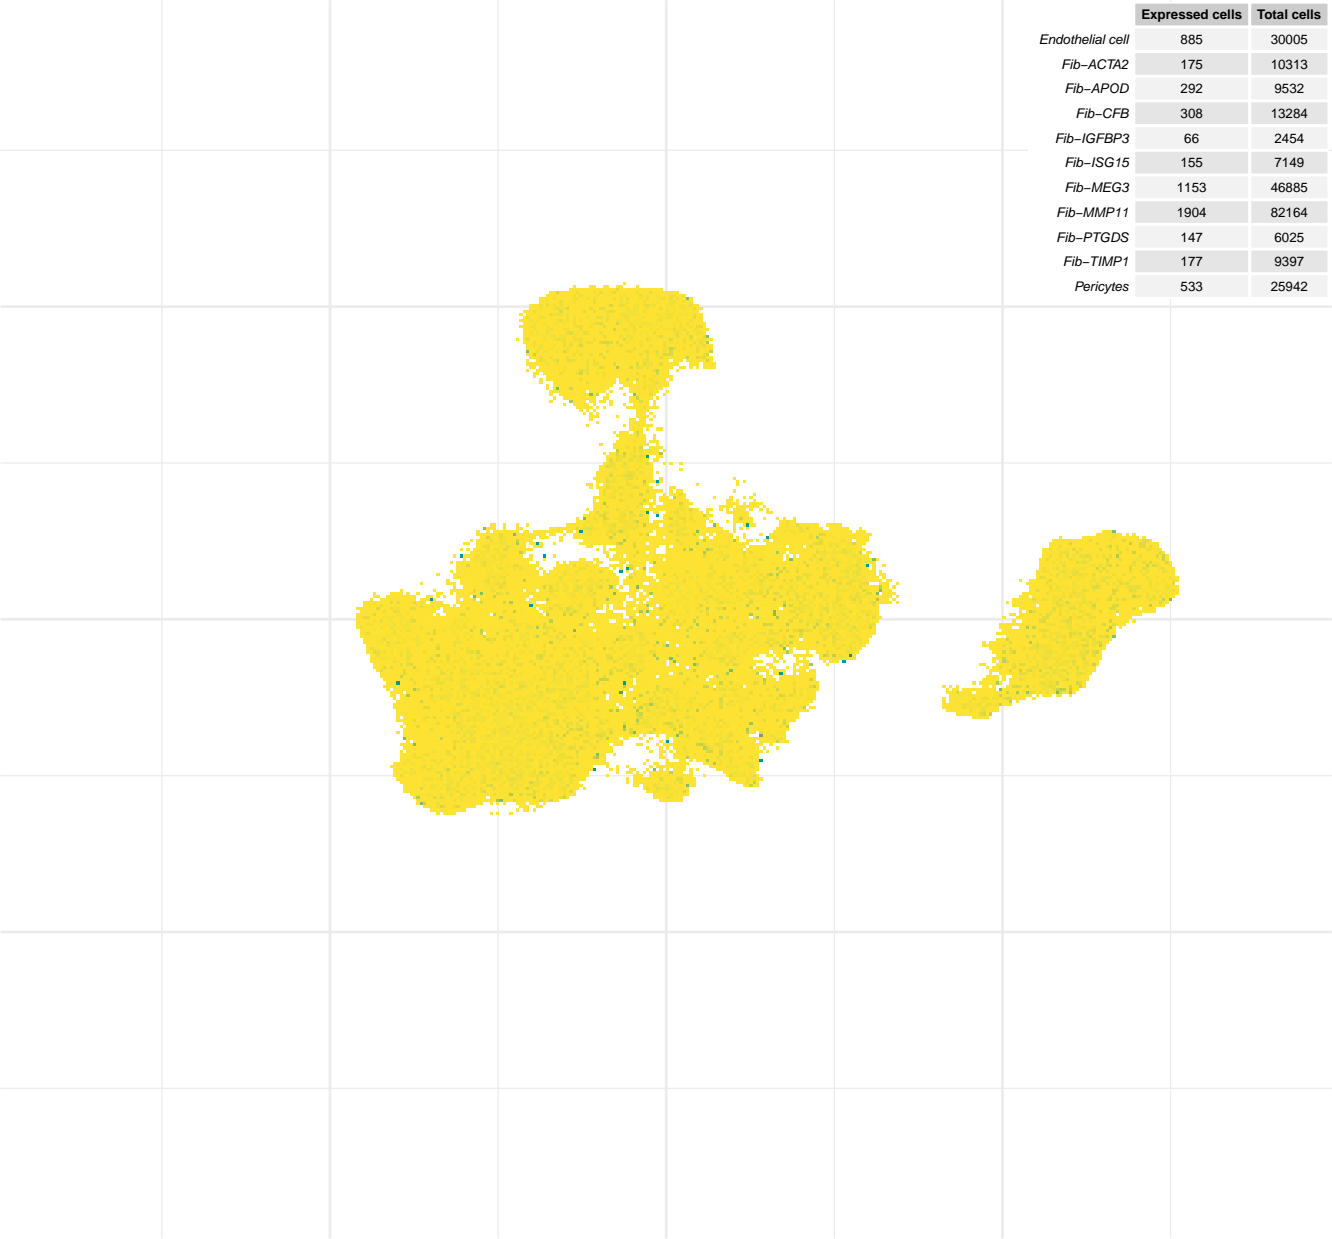 Expressed cells Total cells
Endothelial cell 885 30005
Fib−ACTA2 175 10313
Fib−APOD 292 9532
Fib−CFB 308 13284
Fib−IGFBP3 66 2454
Fib−ISG15 155 7149
Fib−MEG3 1153 46885
Fib−MMP11 1904 82164
Fib−PTGDS 147 6025
Fib−TIMP1 177 9397
Pericytes 533 25942